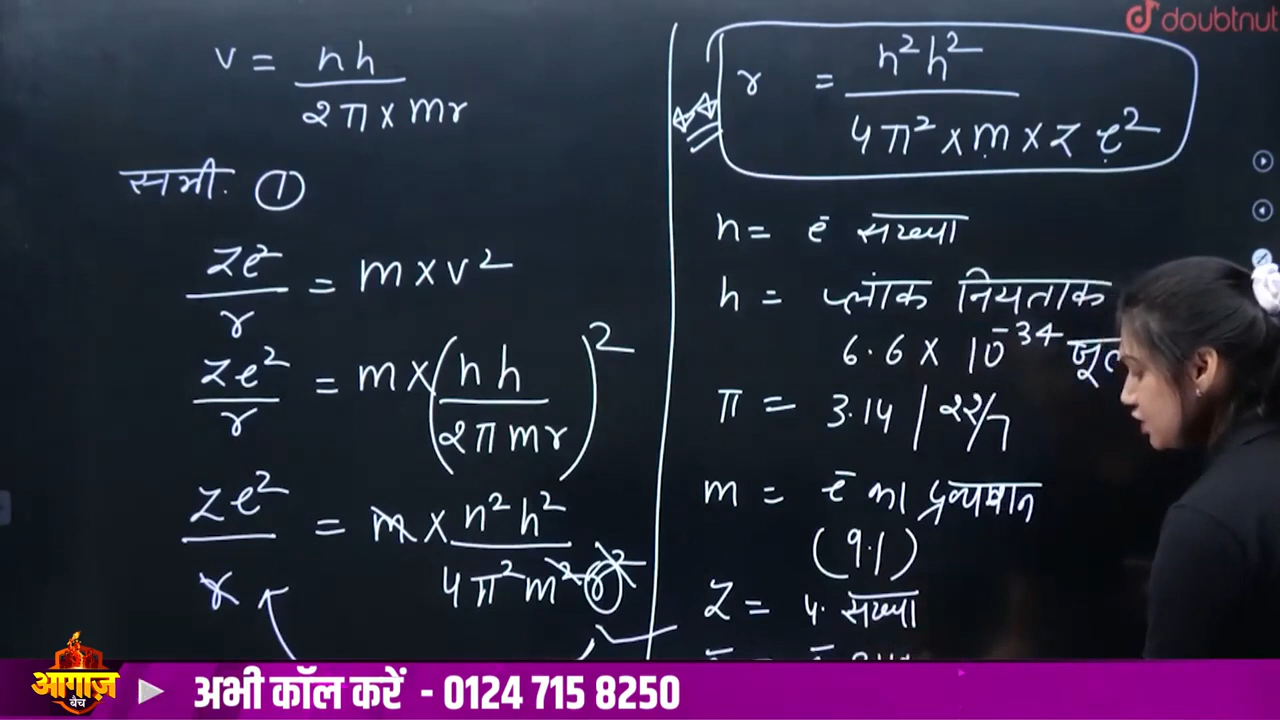 doubtnut
v = nh / 2π × mr
समी. ①
Ze² / r = m × v²
Ze² / r = m × (nh / 2πmr)²
Ze² / r = m × n²h² / 4π²m²r²
r = n²h² / 4π² × m × Z e²
n = ē संख्या
h = प्लांक नियतांक
6.6 × 10⁻³⁴ जूल
π = 3.14 / 22/7
m = ē का द्रव्यमान
(9.1)
Z = प. संख्या
आगाज़
बैच
अभी कॉल करें - 0124 715 8250